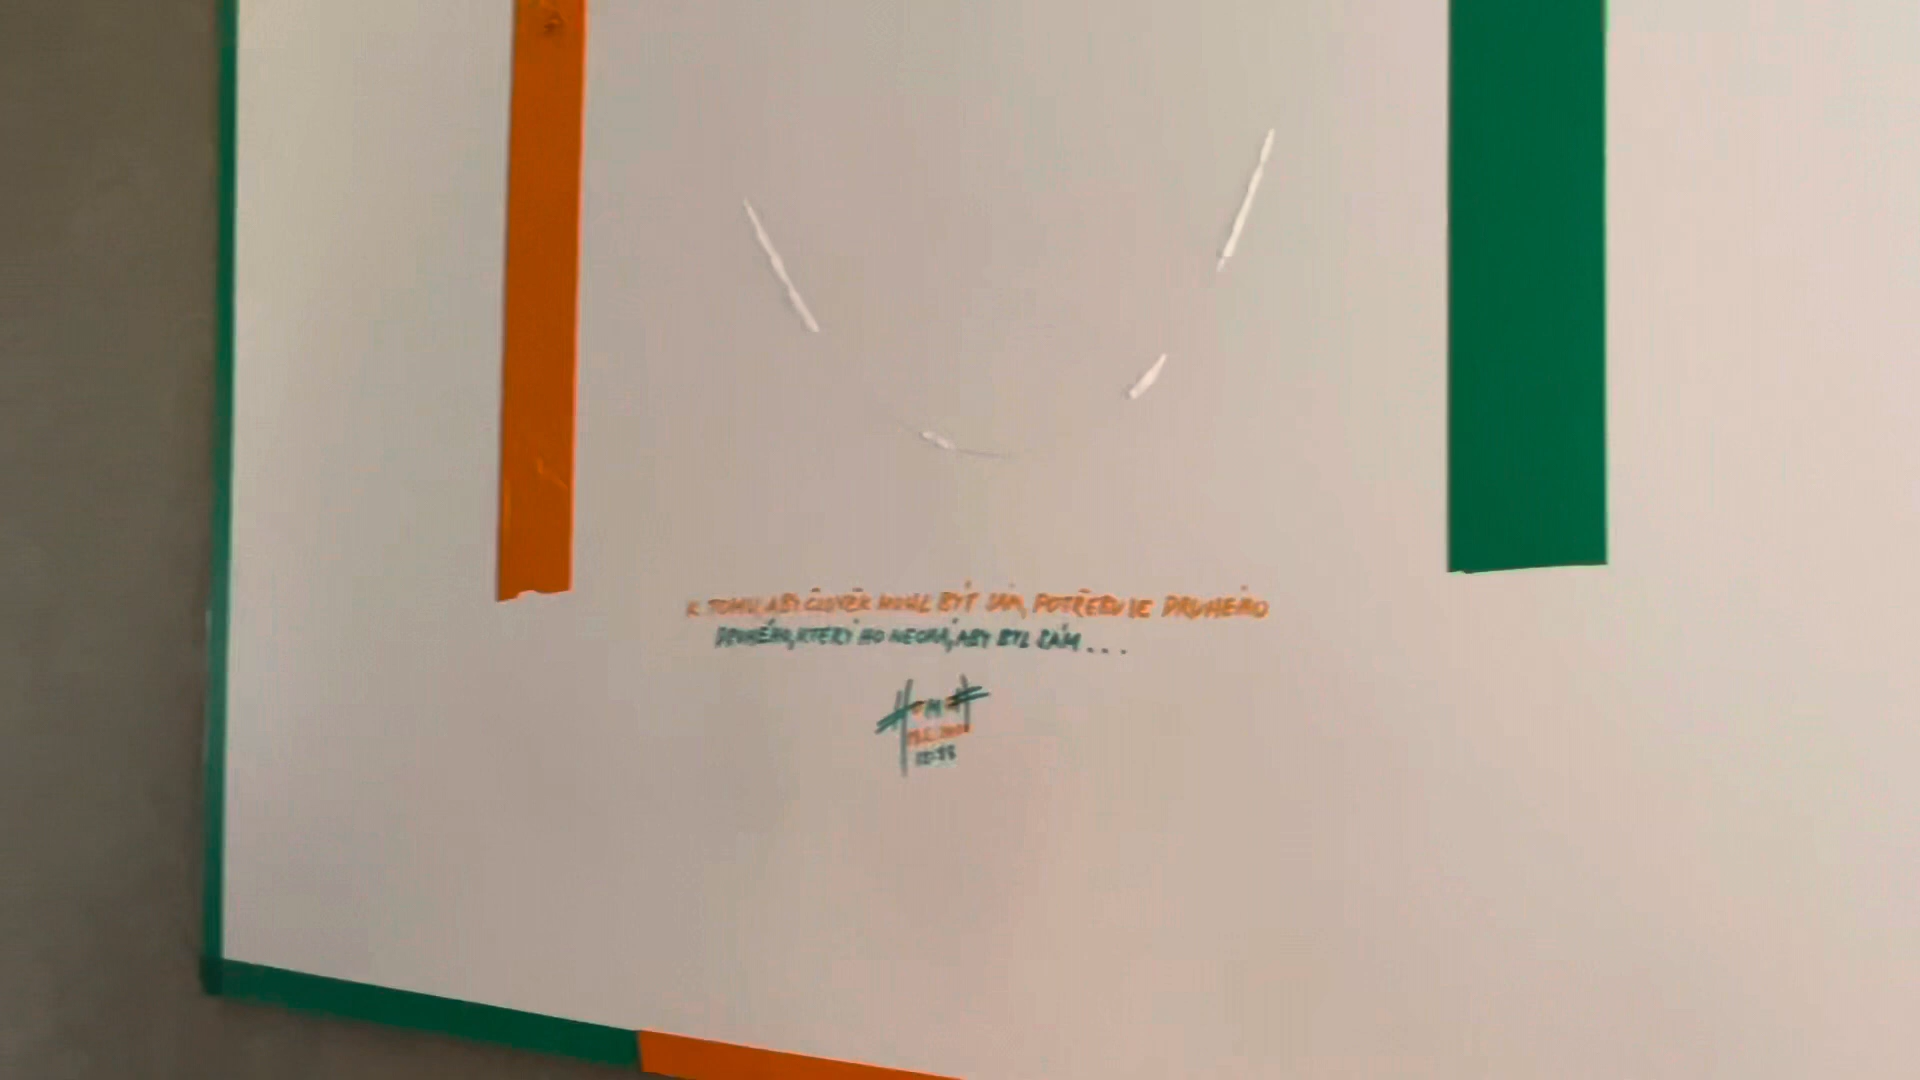 K TOMU, ABY ČLOVĚK MOHL BÝT SÁM, POTŘEBUJE DRUHÉHO
DRUHÉHO, KTERÝ HO NECHÁ, ABY BYL SÁM...